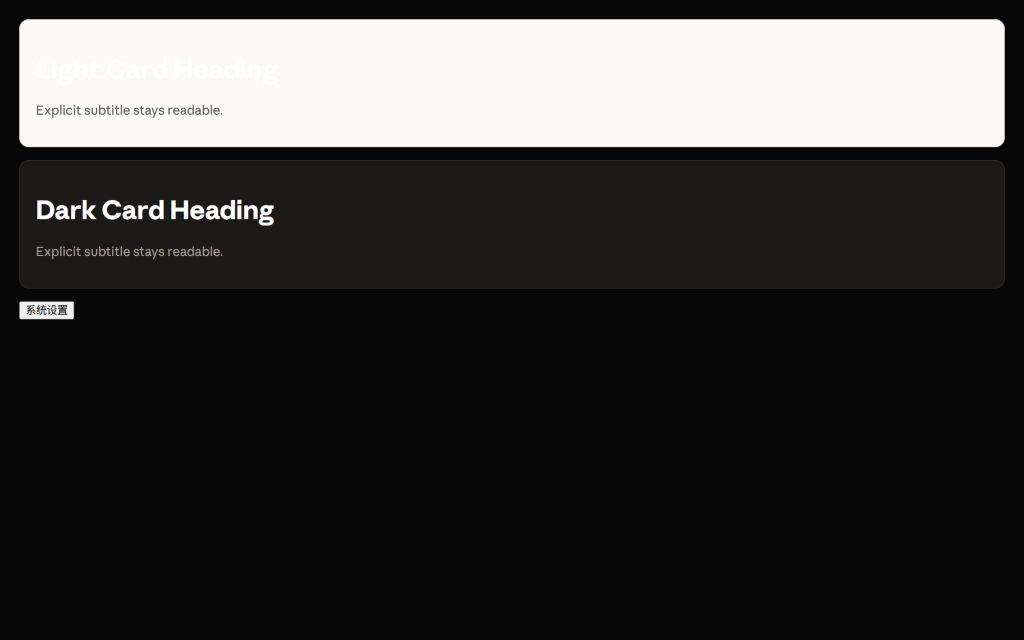 Light Card Heading
Explicit subtitle stays readable.
Dark Card Heading
Explicit subtitle stays readable.
系统设置